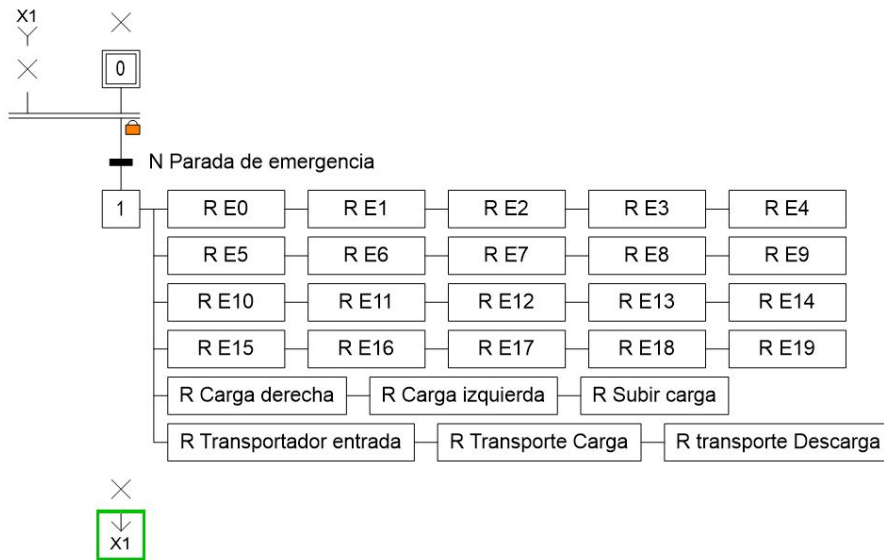 X1
0
N Parada de emergencia
1 R E0 R E1 R E2 R E3 R E4
R E5 R E6 R E7 R E8 R E9
R E10 R E11 R E12 R E13 R E14
R E15 R E16 R E17 R E18 R E19
R Carga derecha R Carga izquierda R Subir carga
R Transportador entrada R Transporte Carga R transporte Descarga
X1